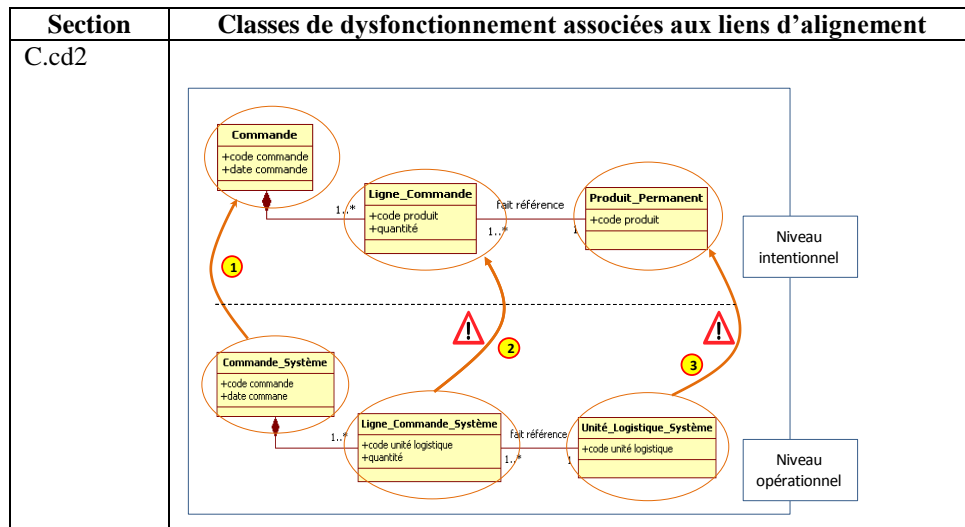 Section
Classes de dysfonctionnement associées aux liens d'alignement
C.cd2
Commande
+code commande
+date commande
1..*
Ligne_Commande
+code produit
+quantité
fait référence
1..*
1
Produit_Permanent
+code produit
Niveau
intentionnel
1
2
3
Commande_Système
+code commande
+date commane
1..*
Ligne_Commande_Système
+code unité logistique
+quantité
fait référence
1..*
1
Unité_Logistique_Système
+code unité logistique
Niveau
opérationnel